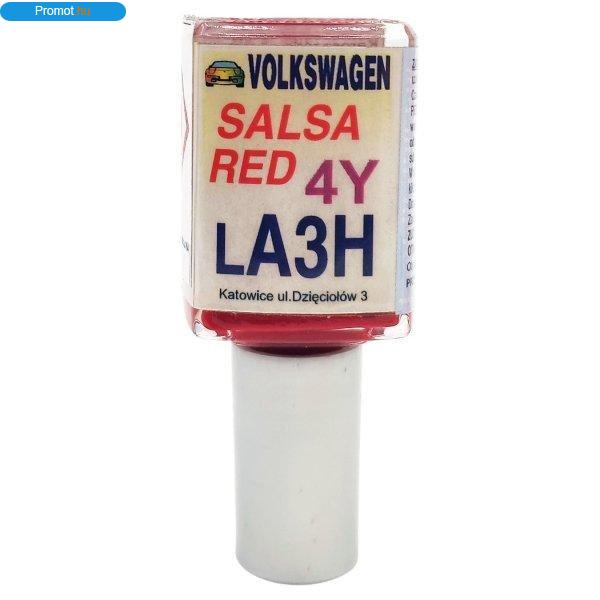 Promot.hu
VOLKSWAGEN
SALSA
RED 4Y
LA3H
Katowice ul.Dzięciołów 3